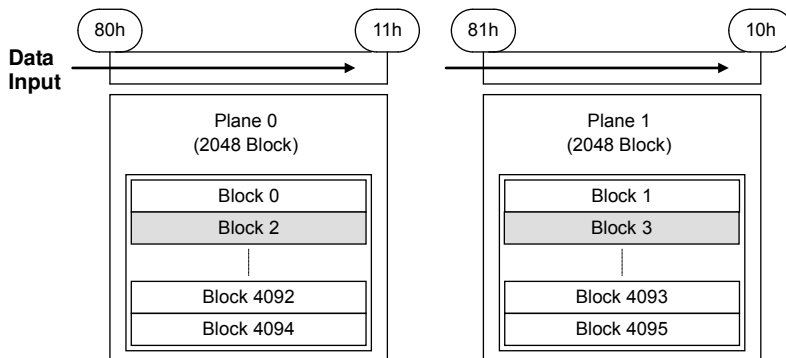 80h 11h 81h 10h
Data
Input
Plane 0
(2048 Block)
Block 0
Block 2
Block 4092
Block 4094
Plane 1
(2048 Block)
Block 1
Block 3
Block 4093
Block 4095